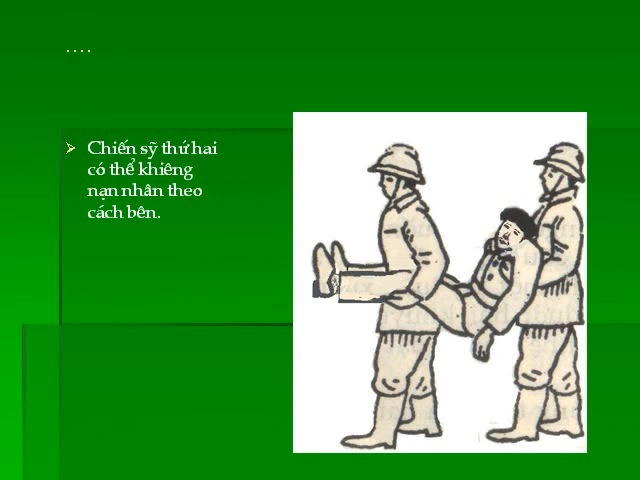 ....
Chiến sỹ thứ hai
có thể khiêng
nạn nhân theo
cách bên.